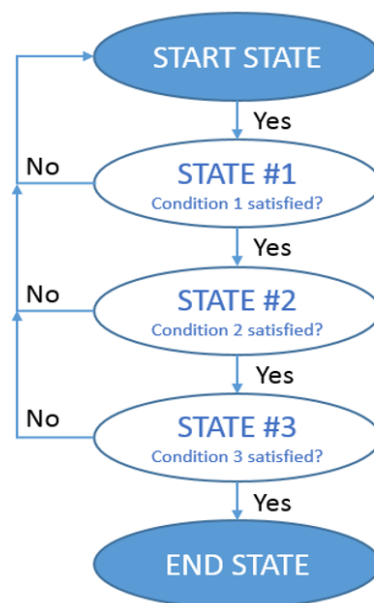 START STATE
Yes
No
STATE #1
Condition 1 satisfied?
Yes
No
STATE #2
Condition 2 satisfied?
Yes
No
STATE #3
Condition 3 satisfied?
Yes
END STATE